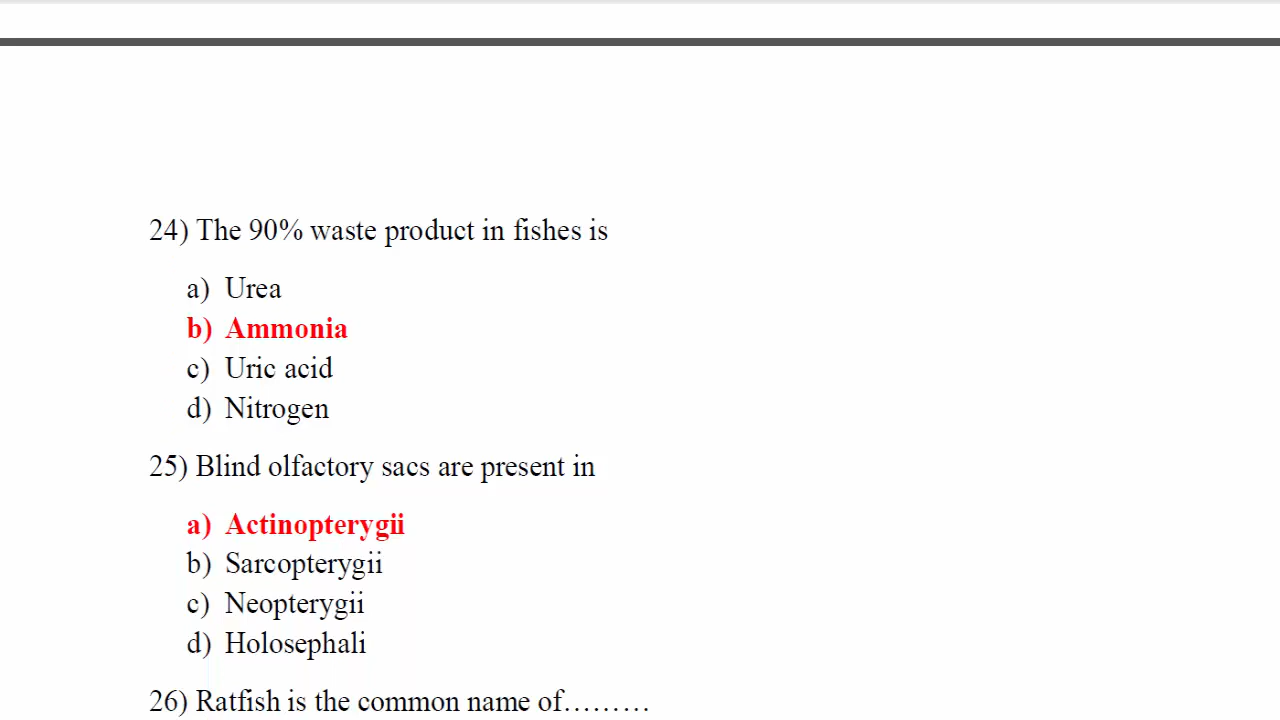 24) The 90% waste product in fishes is
a) Urea
b) Ammonia
c) Uric acid
d) Nitrogen
25) Blind olfactory sacs are present in
a) Actinopterygii
b) Sarcopterygii
c) Neopterygii
d) Holosephali
26) Ratfish is the common name of………